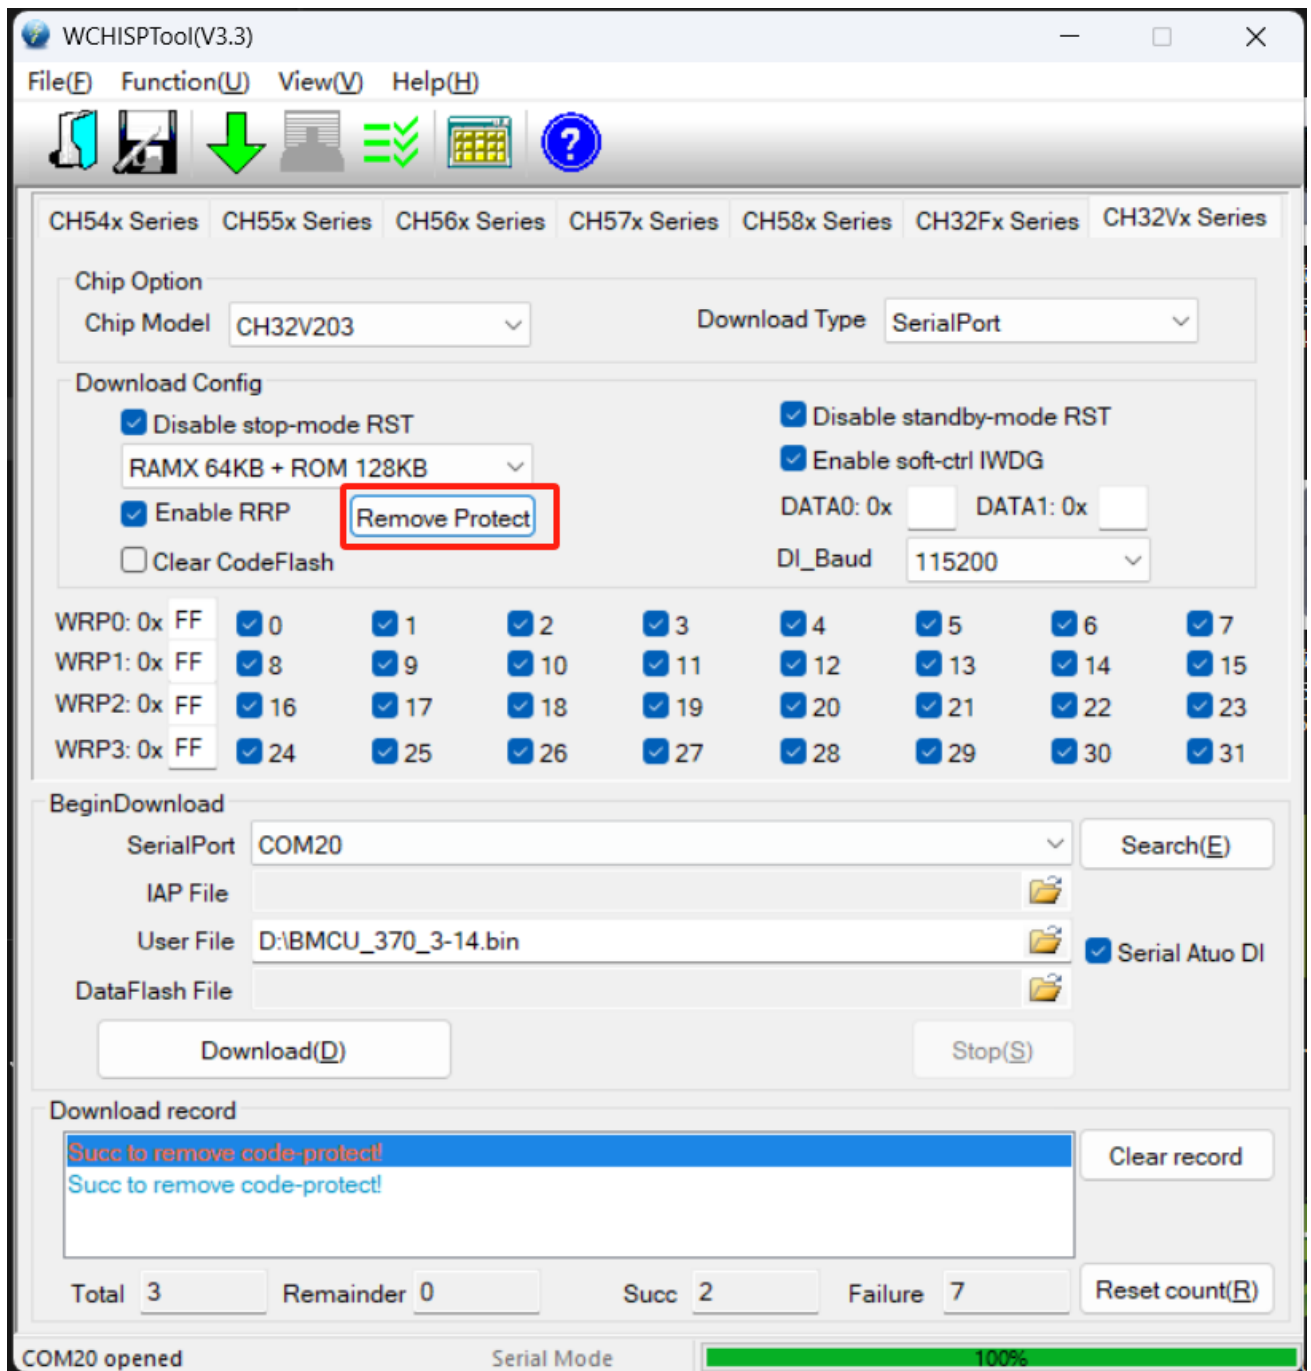 WCHISPTool(V3.3)
File(F) Function(U) View(V) Help(H)
CH54x Series CH55x Series CH56x Series CH57x Series CH58x Series CH32Fx Series CH32Vx Series
Chip Option
Chip Model CH32V203 Download Type SerialPort
Download Config
Disable stop-mode RST Disable standby-mode RST
RAMX 64KB + ROM 128KB Enable soft-ctrl IWDG
Enable RRP Remove Protect DATA0: 0x DATA1: 0x
Clear CodeFlash DI_Baud 115200
WRP0: 0x FF 0 1 2 3 4 5 6 7
WRP1: 0x FF 8 9 10 11 12 13 14 15
WRP2: 0x FF 16 17 18 19 20 21 22 23
WRP3: 0x FF 24 25 26 27 28 29 30 31
BeginDownload
SerialPort COM20 Search(E)
IAP File
User File D:\BMCU_370_3-14.bin
Serial Atuo DI
DataFlash File
Download(D) Stop(S)
Download record
Succ to remove code-protect!
Clear record
Succ to remove code-protect!
Total 3 Remainder 0 Succ 2 Failure 7 Reset count(R)
COM20 opened Serial Mode 100%